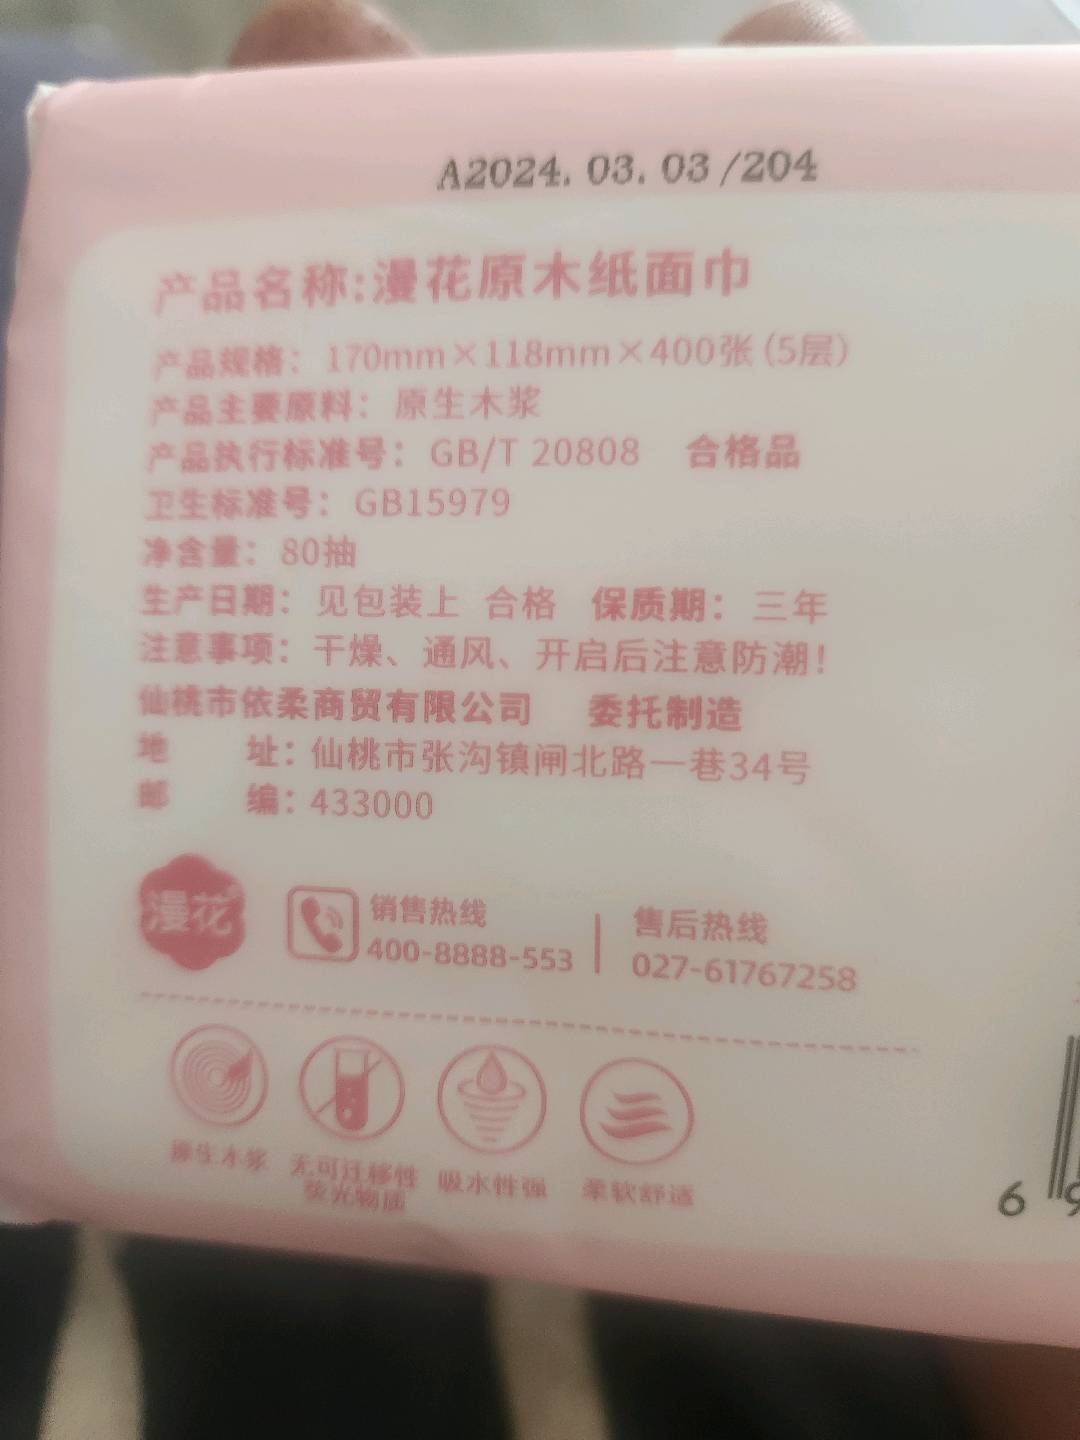 A2024. 03. 03 /204
产品名称:漫花原木纸面巾
产品规格：170mm×118mm×400张(5层)
产品主要原料：原生木浆
产品执行标准号：GB/T 20808 合格品
卫生标准号：GB15979
净含量：80抽
生产日期：见包装上 合格 保质期：三年
注意事项：干燥、通风、开启后注意防潮!
仙桃市依柔商贸有限公司 委托制造
地 址：仙桃市张沟镇闸北路一巷34号
邮 编：433000
漫花
销售热线
400-8888-553
售后热线
027-61767258
原生木浆
无可迁移性
荧光物质
吸水性强
柔软舒适
6 9